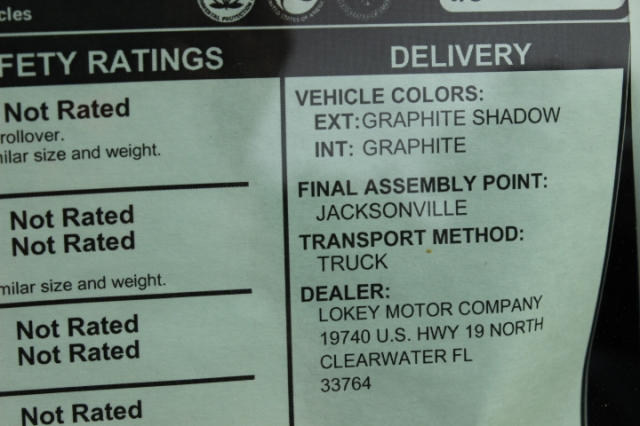 cles
FETY RATINGS
Not Rated
rollover.
ilar size and weight.
Not Rated
Not Rated
milar size and weight.
Not Rated
Not Rated
Not Rated
DELIVERY
VEHICLE COLORS:
EXT:GRAPHITE SHADOW
INT: GRAPHITE
FINAL ASSEMBLY POINT:
JACKSONVILLE
TRANSPORT METHOD:
TRUCK
DEALER:
LOKEY MOTOR COMPANY
19740 U.S. HWY 19 NORTH
CLEARWATER FL
33764